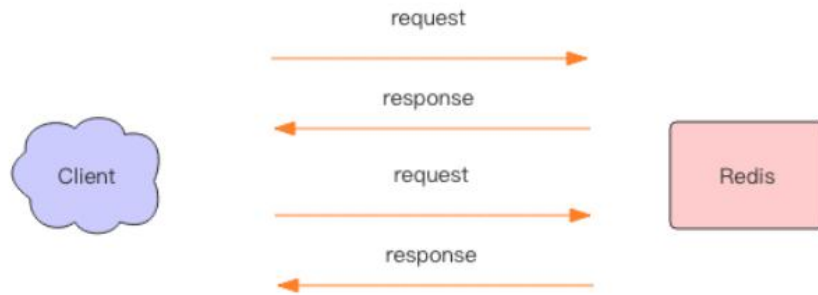 request
response
Client
request
Redis
response